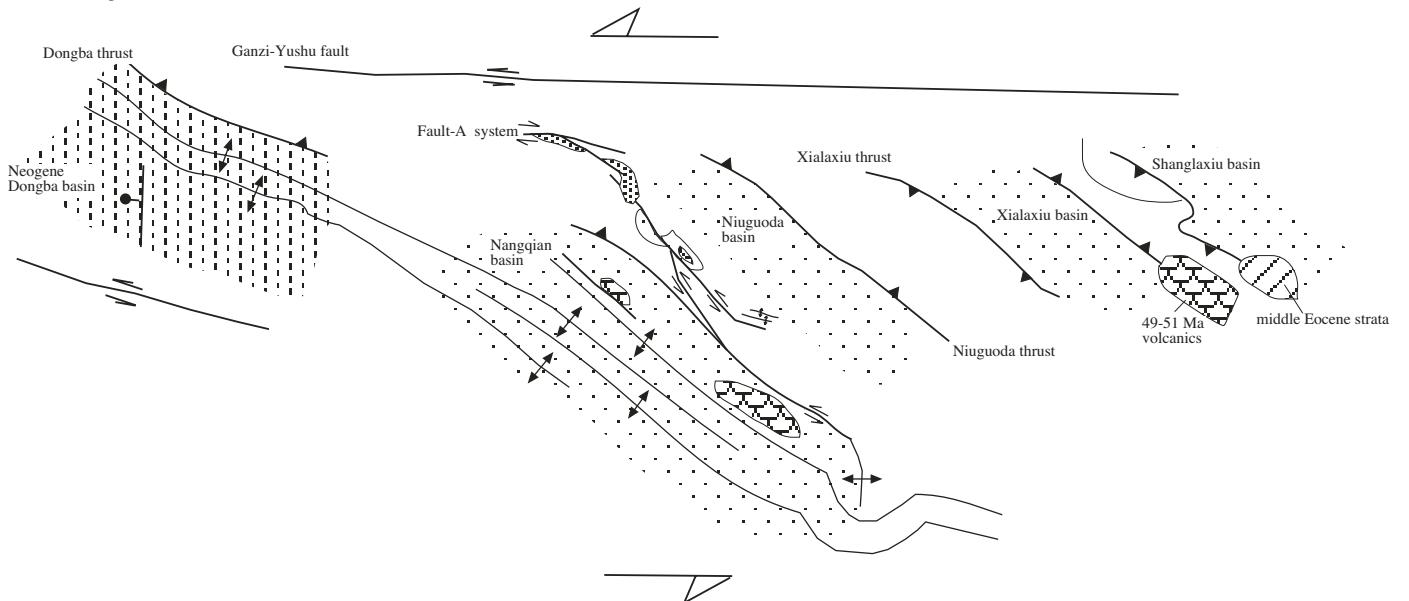 Dongba thrust
Ganzi-Yushu fault
Fault-A system
Neogene
Dongba basin
Nangqian
basin
Niuguoda
basin
Xialaxiu thrust
Xialaxiu basin
Shanglaxiu basin
49-51 Ma
volcanics
middle Eocene strata
Niuguoda thrust